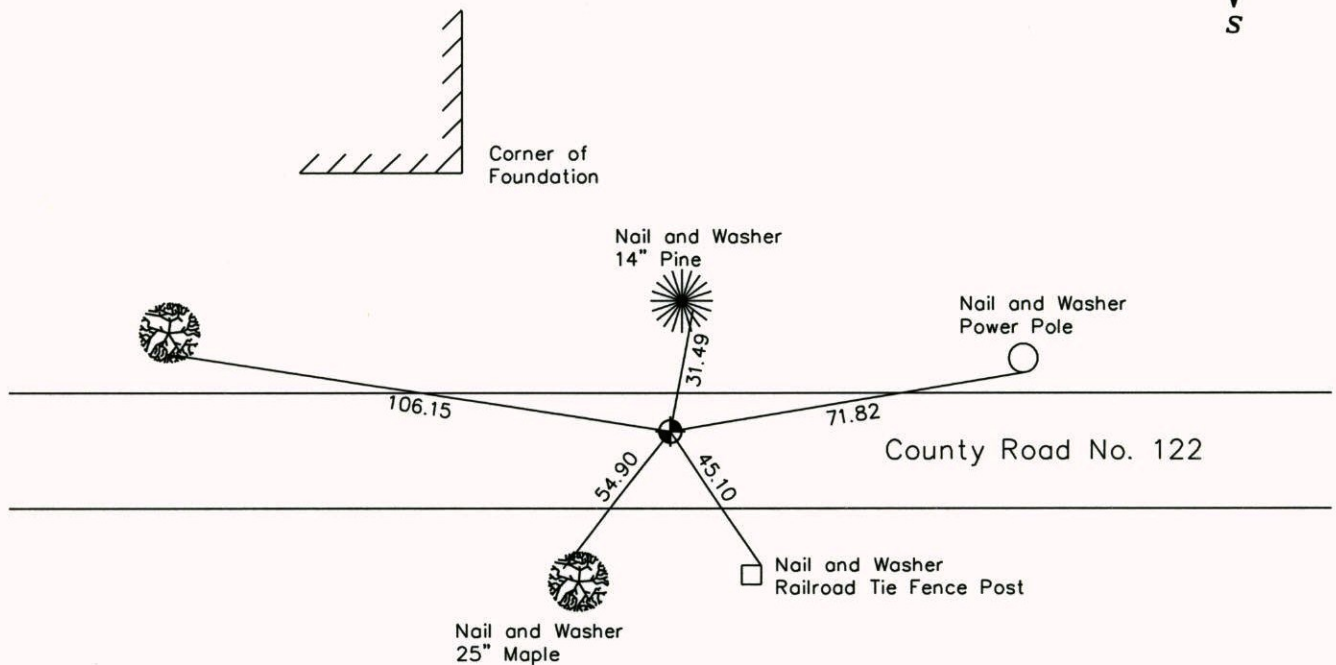 S
Corner of
Foundation
Nail and Washer
14" Pine
Nail and Washer
Power Pole
31.49
106.15
71.82
County Road No. 122
54.90
45.10
Nail and Washer
Railroad Tie Fence Post
Nail and Washer
25" Maple